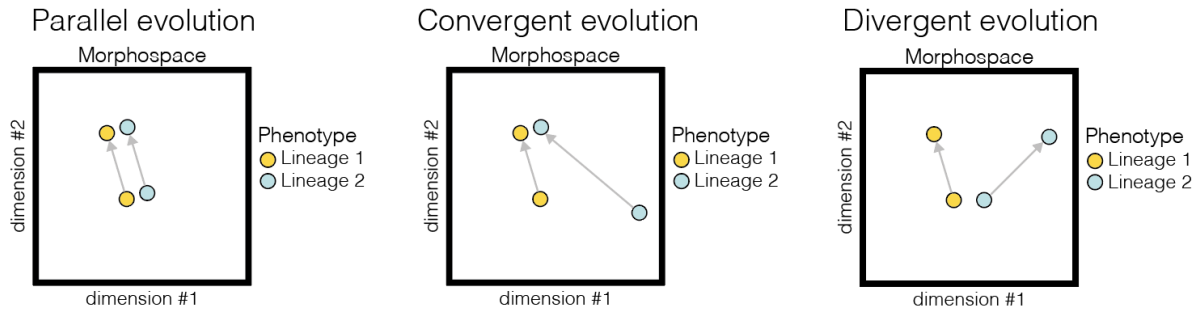 Parallel evolution
Morphospace
dimension #2
dimension #1
Phenotype
Lineage 1
Lineage 2
Convergent evolution
Morphospace
dimension #2
dimension #1
Phenotype
Lineage 1
Lineage 2
Divergent evolution
Morphospace
dimension #2
dimension #1
Phenotype
Lineage 1
Lineage 2